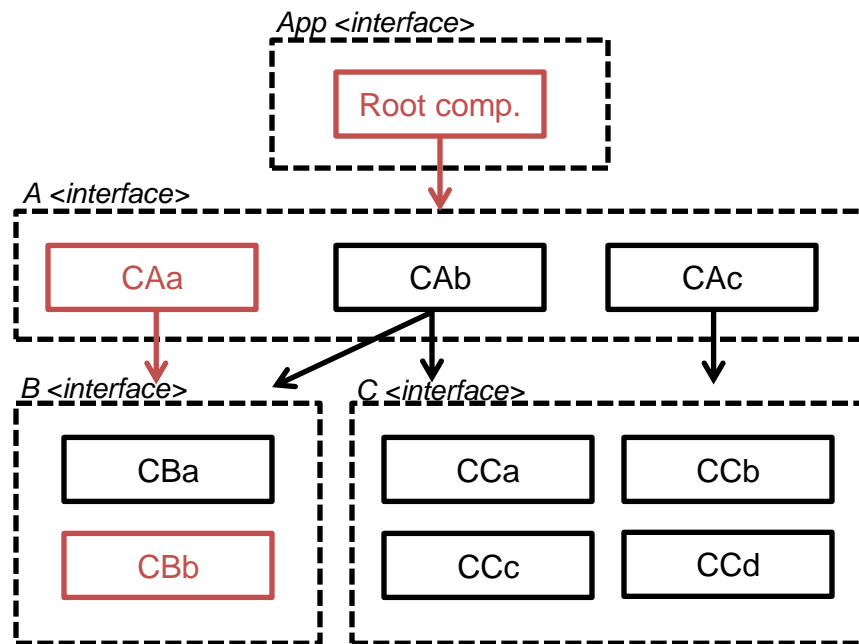 App <interface>
Root comp.
A <interface>
CAa
CAb
CAc
B <interface>
C <interface>
CBa
CCa
CCb
CBb
CCc
CCd